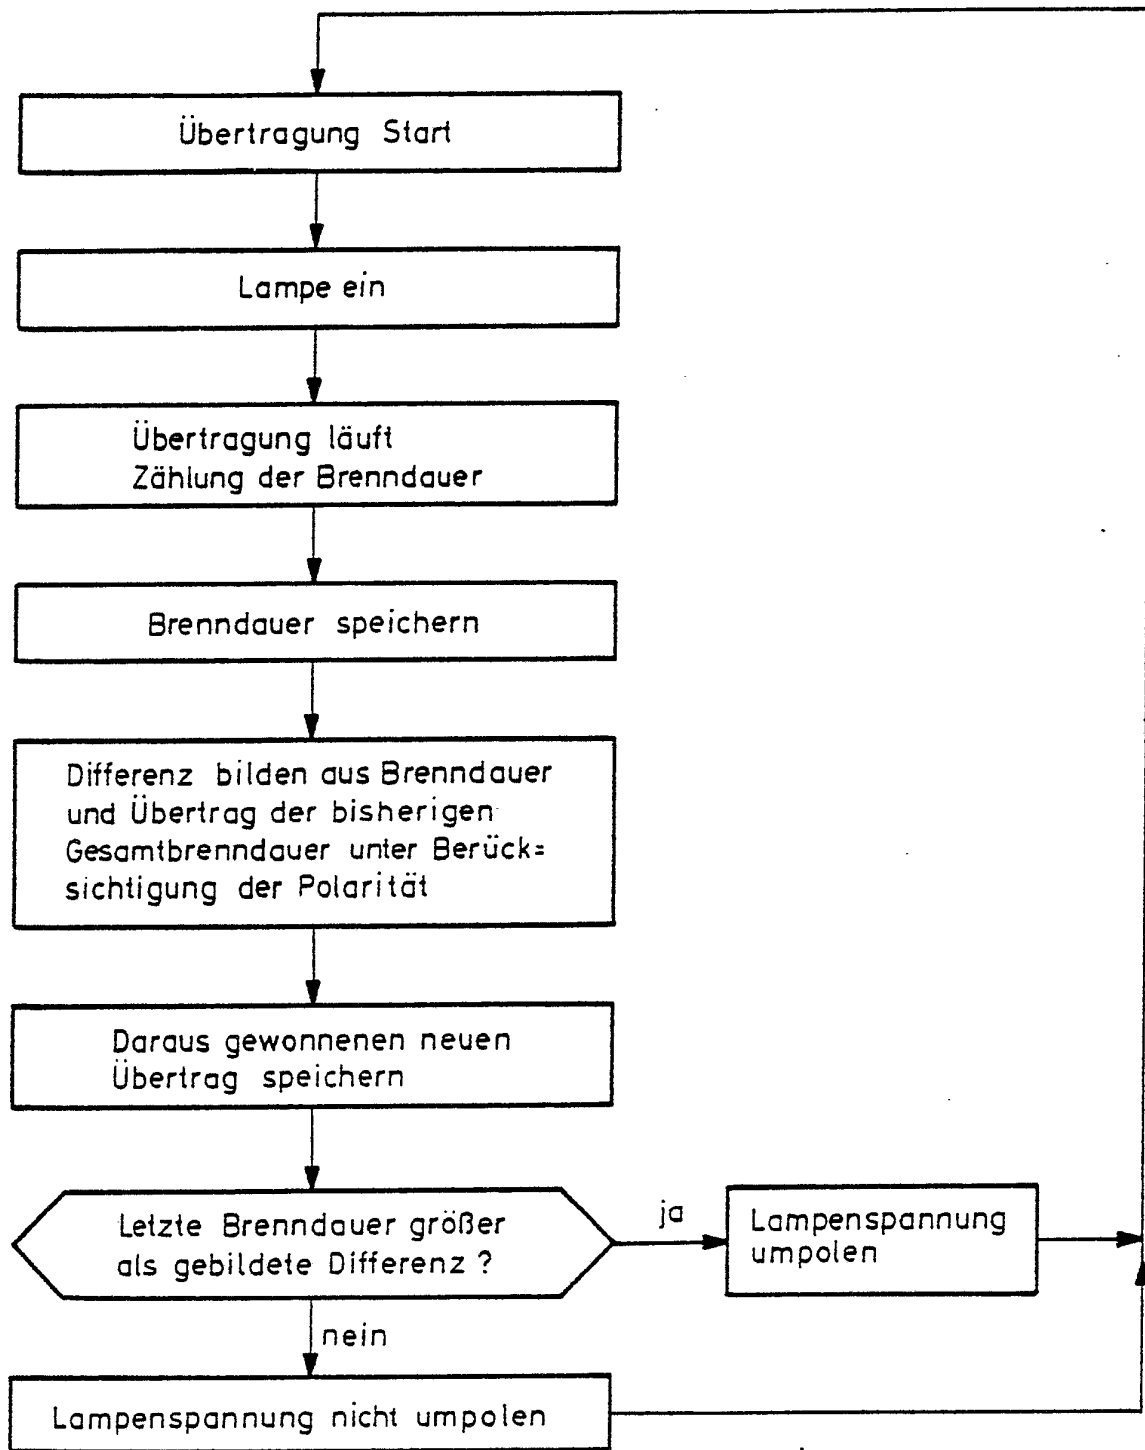 Übertragung Start
Lampe ein
Übertragung läuft
Zählung der Brenndauer
Brenndauer speichern
Differenz bilden aus Brenndauer
und Übertrag der bisherigen
Gesamtbrenndauer unter Berück=
sichtigung der Polarität
Daraus gewonnenen neuen
Übertrag speichern
Letzte Brenndauer größer
als gebildete Differenz ?
ja
Lampenspannung
umpolen
nein
Lampenspannung nicht umpolen